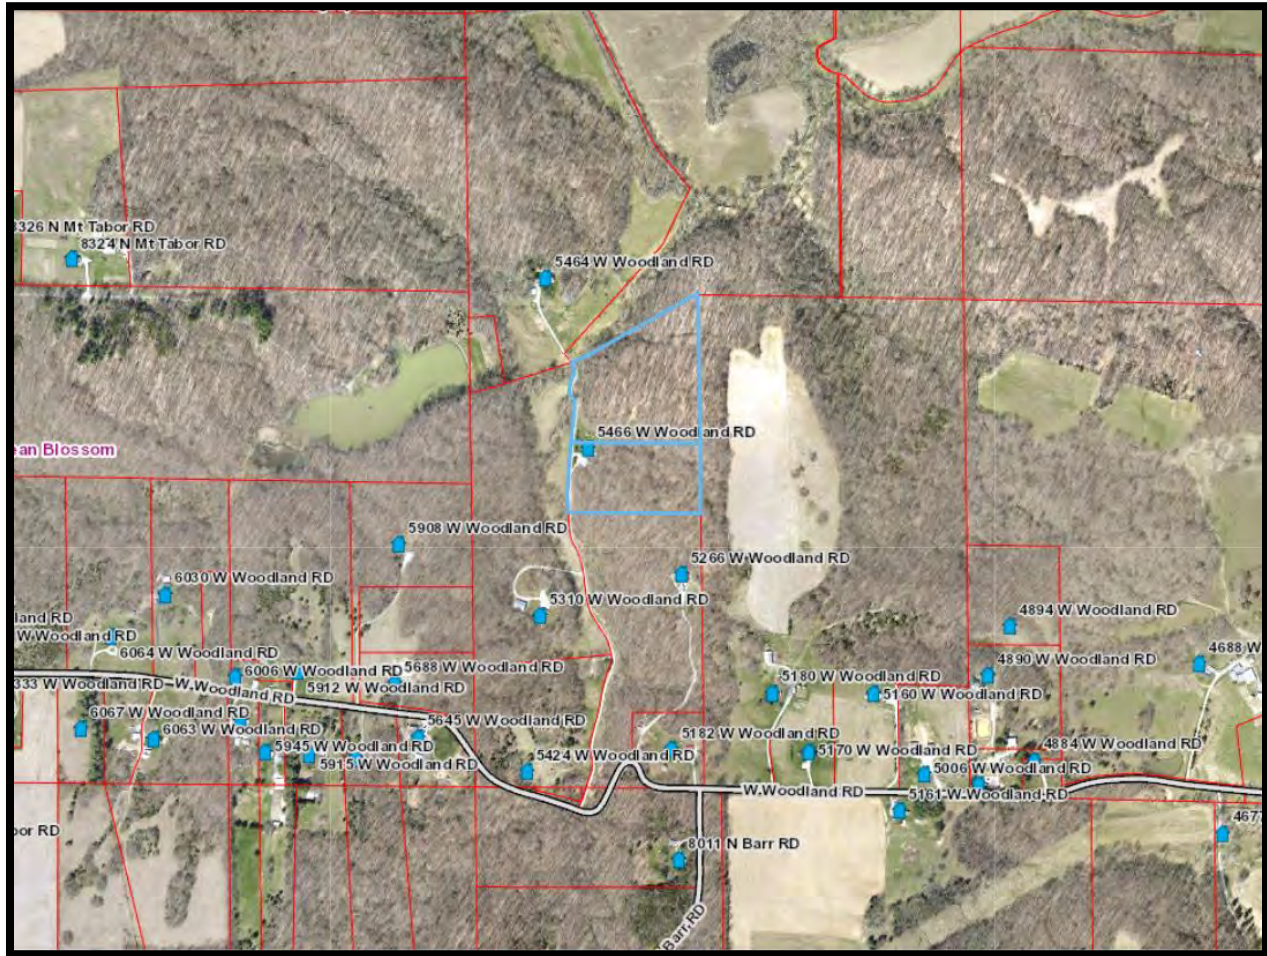 8326 N Mt Tabor RD
8324 N Mt Tabor RD
5464 W Woodland RD
5466 W Woodland RD
ean Blossom
5908 W Woodland RD
5266 W Woodland RD
6030 W Woodland RD
5310 W Woodland RD
4894 W Woodland RD
land RD
W Woodland RD
6064 W Woodland RD
4688 W
6006 W Woodland RD
5688 W Woodland RD
4890 W Woodland RD
333 W Woodland RD
W Woodland RD
5912 W Woodland RD
5180 W Woodland RD
5160 W Woodland RD
6067 W Woodland RD
6063 W Woodland RD
5645 W Woodland RD
5182 W Woodland RD
5945 W Woodland RD
5424 W Woodland RD
5170 W Woodland RD
4884 W Woodland RD
5915 W Woodland RD
5006 W Woodland RD
W Woodland RD
5161 W Woodland RD
bor RD
4677
8011 N Barr RD
Barr RD